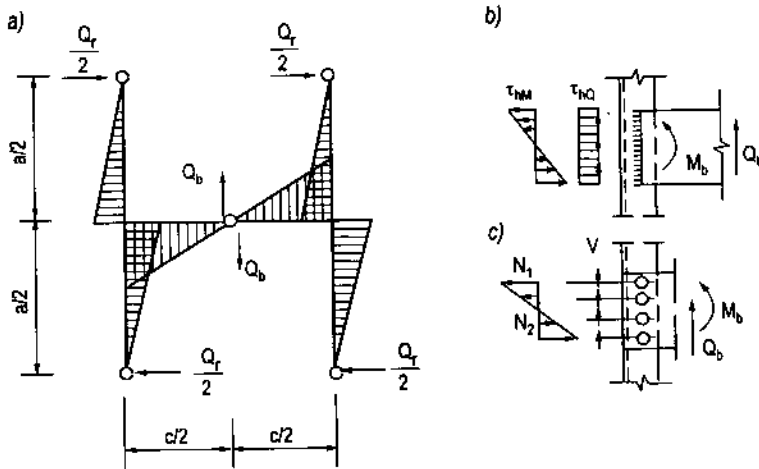 a)
Q_r/2
Q_r/2
a/2
a/2
Q_b
Q_b
Q_r/2
Q_r/2
c/2
c/2
b)
τ_hM
τ_hQ
M_b
c)
V
N_1
N_2
M_b
Q_b